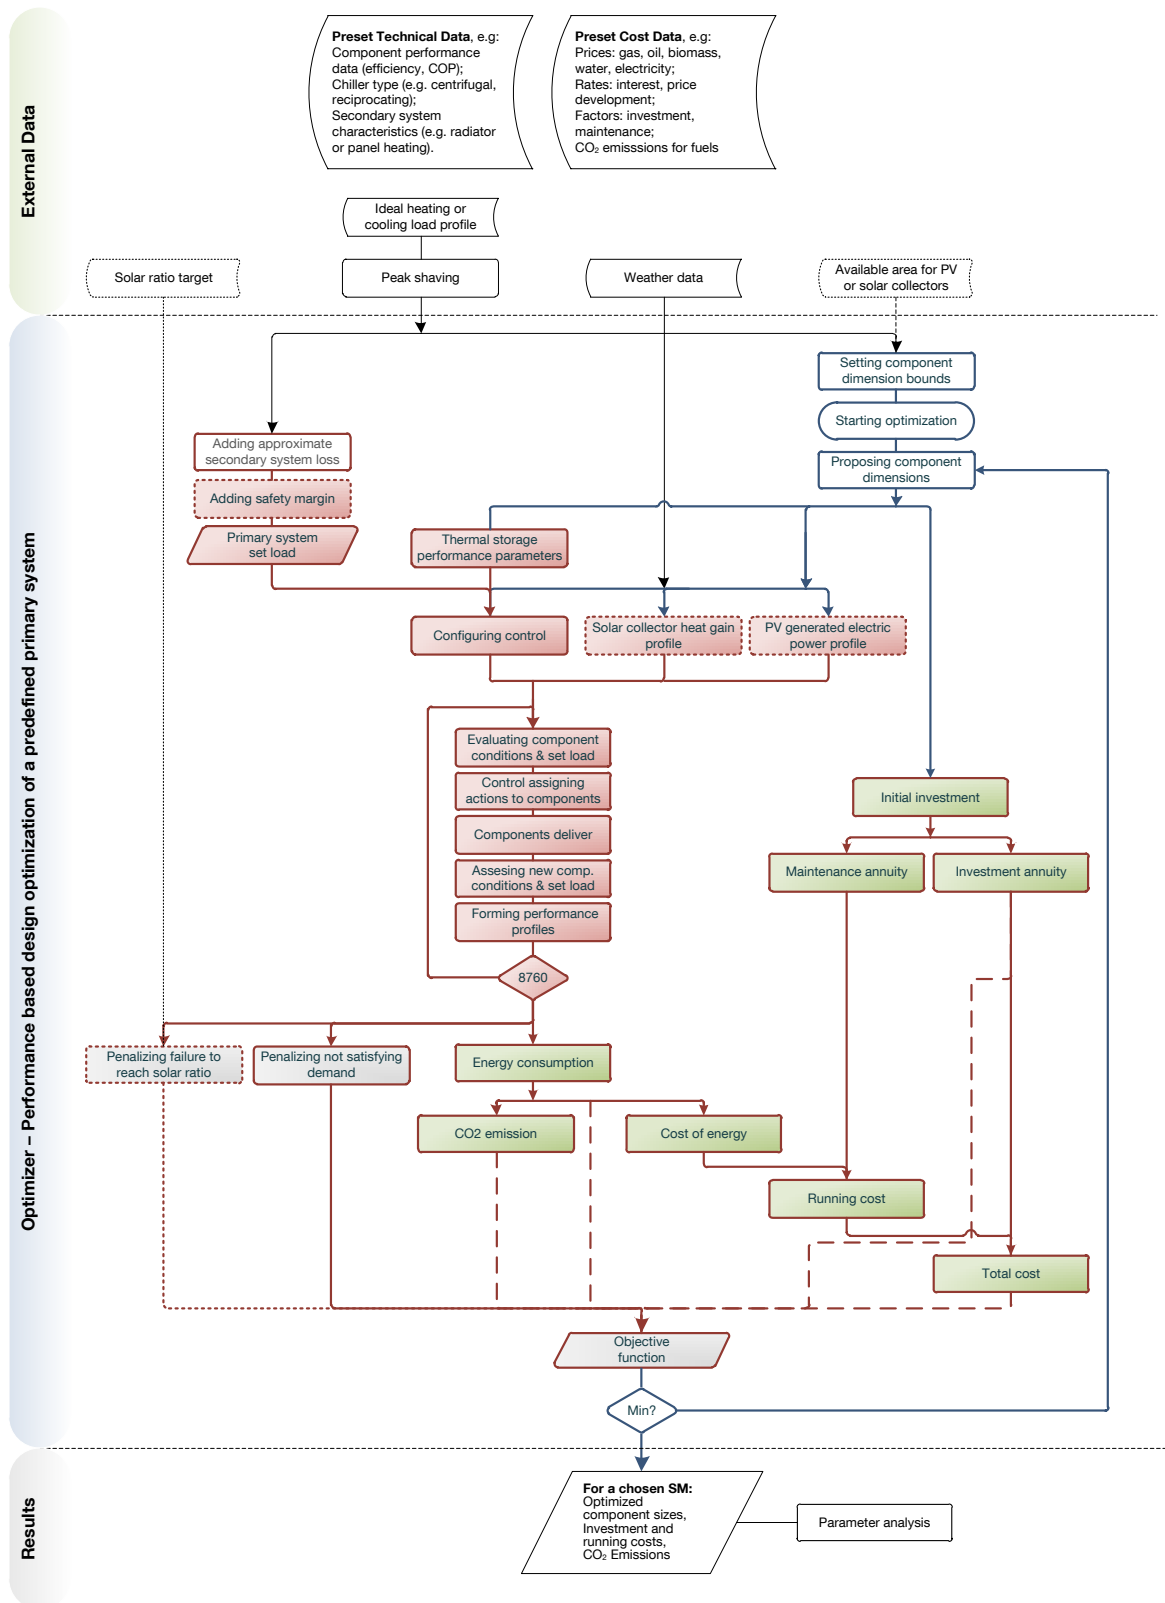 External Data
Preset Technical Data, e.g:
Component performance
data (efficiency, COP);
Chiller type (e.g. centrifugal,
reciprocating);
Secondary system
characteristics (e.g. radiator
or panel heating).
Preset Cost Data, e.g:
Prices: gas, oil, biomass,
water, electricity;
Rates: interest, price
development;
Factors: investment,
maintenance;
CO₂ emisssions for fuels
Ideal heating or
cooling load profile
Solar ratio target
Peak shaving
Weather data
Available area for PV
or solar collectors
Optimizer – Performance based design optimization of a predefined primary system
Setting component
dimension bounds
Starting optimization
Proposing component
dimensions
Adding approximate
secondary system loss
Adding safety margin
Primary system
set load
Thermal storage
performance parameters
Configuring control
Solar collector heat gain
profile
PV generated electric
power profile
Evaluating component
conditions & set load
Control assigning
actions to components
Components deliver
Assesing new comp.
conditions & set load
Forming performance
profiles
8760
Initial investment
Maintenance annuity
Investment annuity
Penalizing failure to
reach solar ratio
Penalizing not satisfying
demand
Energy consumption
CO2 emission
Cost of energy
Running cost
Total cost
Objective
function
Min?
Results
For a chosen SM:
Optimized
component sizes,
Investment and
running costs,
CO₂ Emissions
Parameter analysis